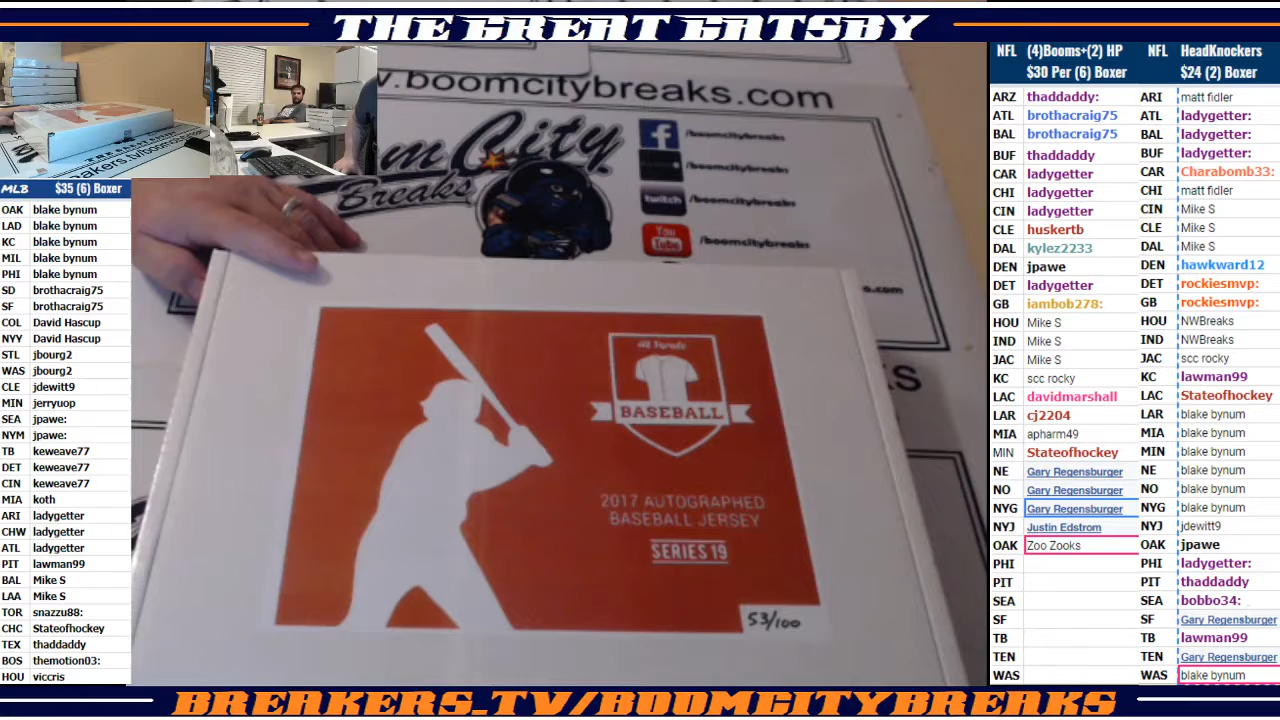 THE GREAT GATSBY
MLB $35 (6) Boxer
OAK blake bynum
LAD blake bynum
KC blake bynum
MIL blake bynum
PHI blake bynum
SD brothacraig75
SF brothacraig75
COL David Hascup
NYY David Hascup
STL jbourg2
WAS jbourg2
CLE jdewitt9
MIN jerryuop
SEA jpawe:
NYM jpawe:
TB keweave77
DET keweave77
CIN keweave77
MIA koth
ARI ladygetter
CHW ladygetter
ATL ladygetter
PIT lawman99
BAL Mike S
LAA Mike S
TOR snazzu88:
CHC Stateofhockey
TEX thaddaddy
BOS themotion03:
HOU viccris
w.boomcitybreaks.com
m City
Breaks
/boomcitybreaks
/boomcitybreaks
twitch /boomcitybreaks
You
Tube /boomcitybreaks
BASEBALL
2017 AUTOGRAPHED
BASEBALL JERSEY
SERIES 19
53/100
NFL (4)Booms+(2) HP NFL HeadKnockers
$30 Per (6) Boxer $24 (2) Boxer
ARZ thaddaddy: ARI matt fidler
ATL brothacraig75 ATL ladygetter:
BAL brothacraig75 BAL ladygetter:
BUF thaddaddy BUF ladygetter:
CAR ladygetter CAR Charabomb33:
CHI ladygetter CHI matt fidler
CIN ladygetter CIN Mike S
CLE huskertb CLE Mike S
DAL kylez2233 DAL Mike S
DEN jpawe DEN hawkward12
DET ladygetter DET rockiesmvp:
GB iambob278: GB rockiesmvp:
HOU Mike S HOU NWBreaks
IND Mike S IND NWBreaks
JAC Mike S JAC scc rocky
KC scc rocky KC lawman99
LAC davidmarshall LAC Stateofhockey
LAR cj2204 LAR blake bynum
MIA apharm49 MIA blake bynum
MIN Stateofhockey MIN blake bynum
NE Gary Regensburger NE blake bynum
NO Gary Regensburger NO blake bynum
NYG Gary Regensburger NYG blake bynum
NYJ Justin Edstrom NYJ jdewitt9
OAK Zoo Zooks OAK jpawe
PHI PHI ladygetter:
PIT PIT thaddaddy
SEA SEA bobbo34:
SF SF Gary Regensburger
TB TB lawman99
TEN TEN Gary Regensburger
WAS WAS blake bynum
BREAKERS.TV/BOOMCITYBREAKS